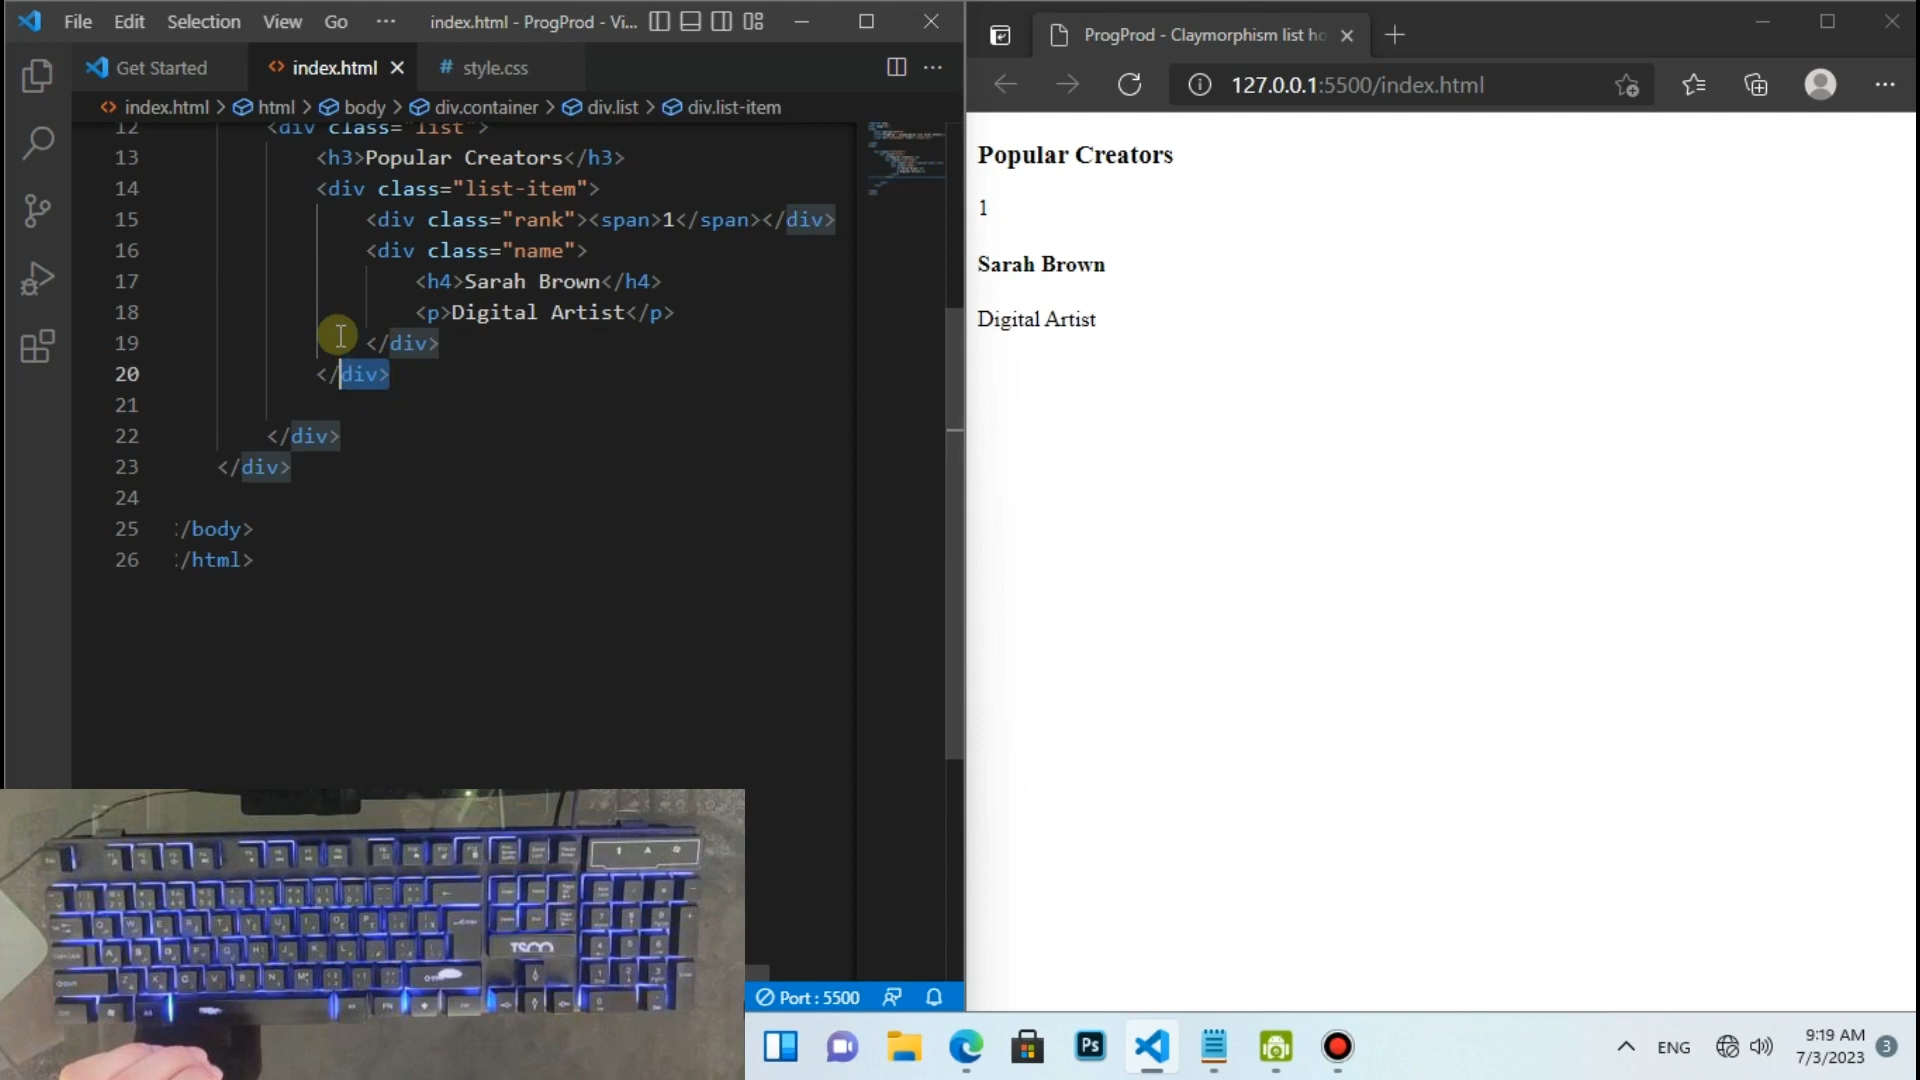 File Edit Selection View Go ··· index.html - ProgProd - Vi...
Get Started index.html # style.css
index.html > html > body > div.container > div.list > div.list-item
12 <div class="list">
13 <h3>Popular Creators</h3>
14 <div class="list-item">
15 <div class="rank"><span>1</span></div>
16 <div class="name">
17 <h4>Sarah Brown</h4>
18 <p>Digital Artist</p>
19 </div>
20 </div>
21
22 </div>
23 </div>
24
25 </body>
26 </html>
Port : 5500
ProgProd - Claymorphism list ho
127.0.0.1:5500/index.html
Popular Creators
1
Sarah Brown
Digital Artist
TSCO
Ps
ENG
9:19 AM
7/3/2023
3